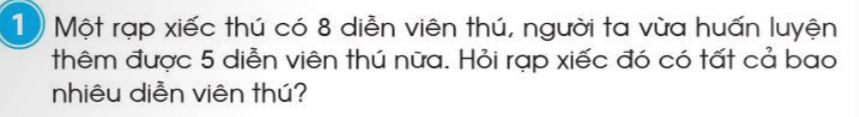 1 Một rạp xiếc thú có 8 diễn viên thú, người ta vừa huấn luyện
thêm được 5 diễn viên thú nữa. Hỏi rạp xiếc đó có tất cả bao
nhiêu diễn viên thú?